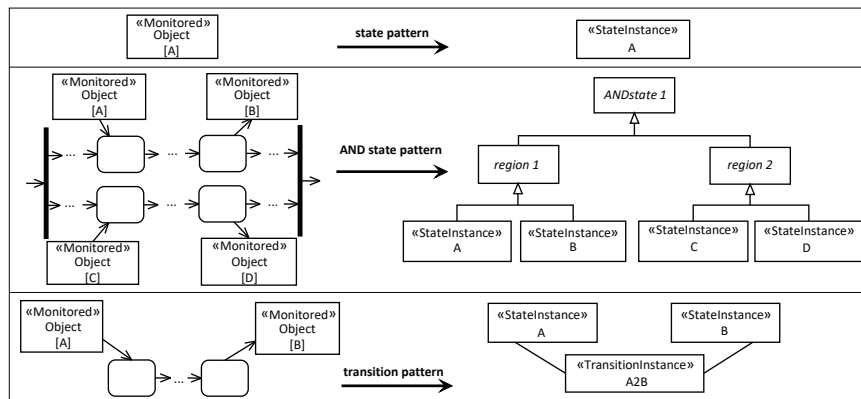 «Monitored»
Object
[A]
state pattern
«StateInstance»
A
«Monitored»
Object
[A]
«Monitored»
Object
[B]
...
...
...
...
...
...
«Monitored»
Object
[C]
«Monitored»
Object
[D]
AND state pattern
ANDstate 1
region 1
region 2
«StateInstance»
A
«StateInstance»
B
«StateInstance»
C
«StateInstance»
D
«Monitored»
Object
[A]
«Monitored»
Object
[B]
...
transition pattern
«StateInstance»
A
«StateInstance»
B
«TransitionInstance»
A2B